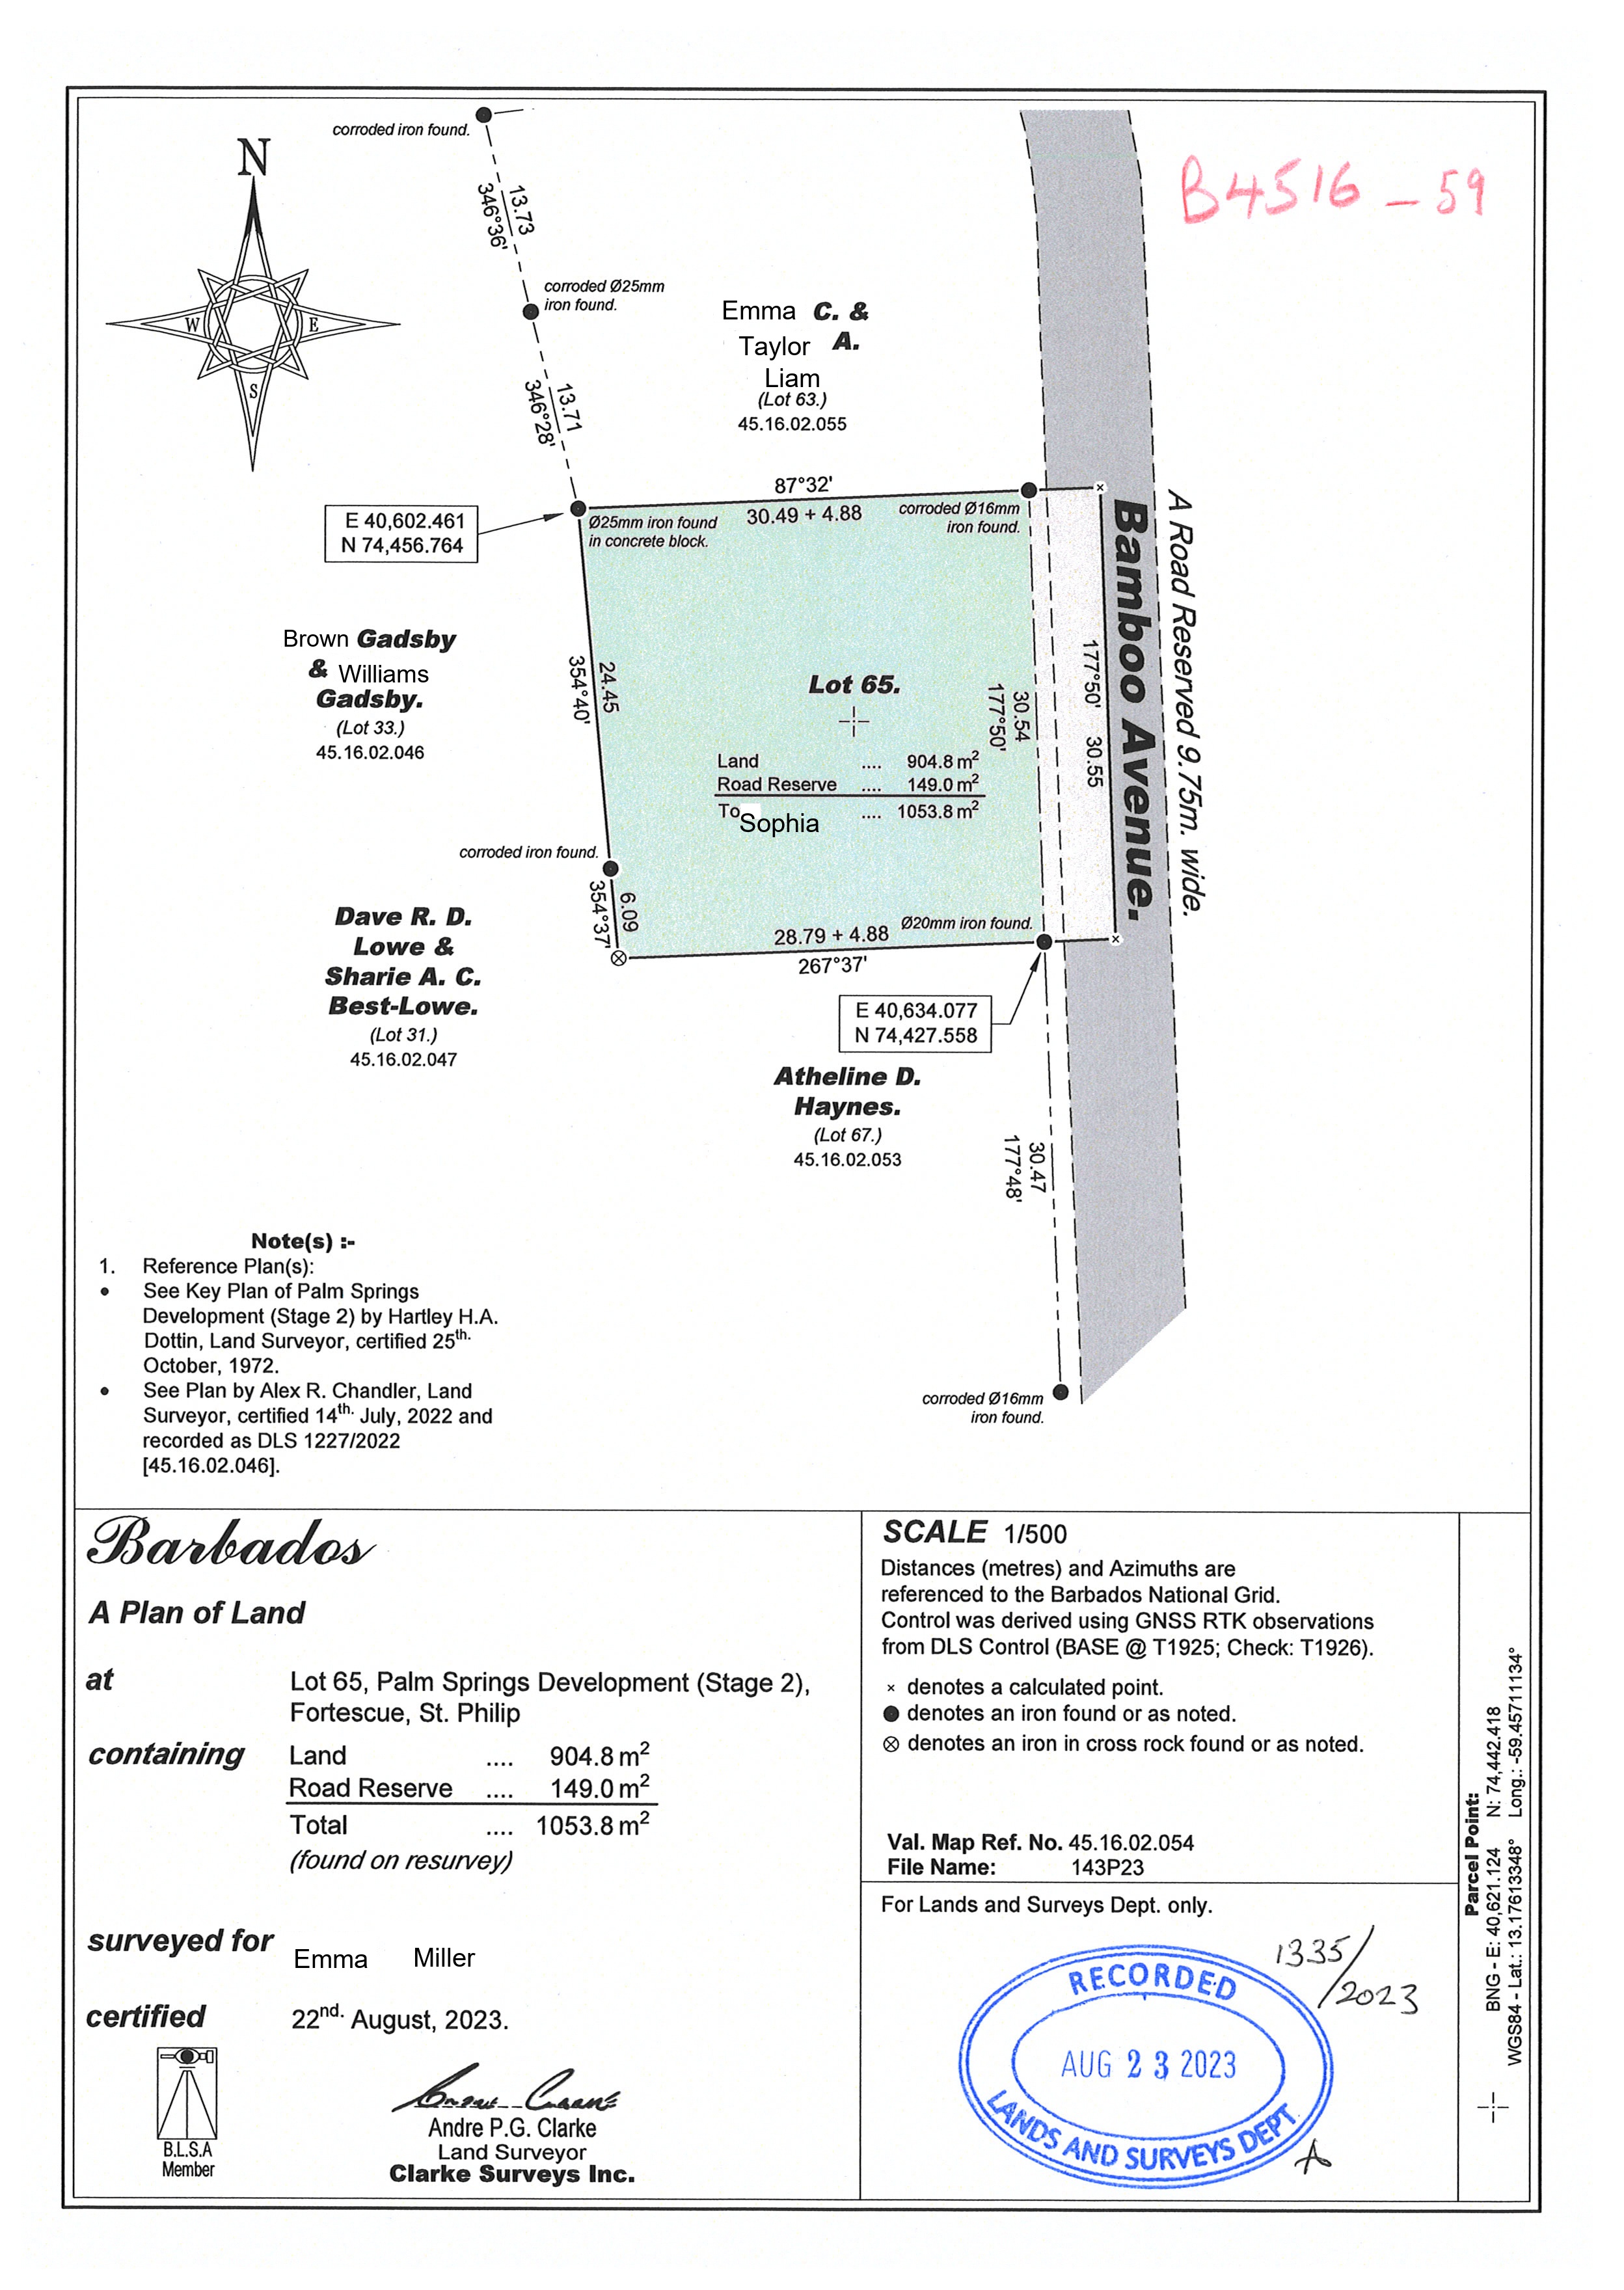 corroded iron found.
N
W
E
S
B4516 - 59
13.73
346°36'
corroded Ø25mm
iron found.
Emma C. &
Taylor A.
Liam
(Lot 63.)
45.16.02.055
13.71
346°28'
87°32'
30.49 + 4.88
corroded Ø16mm
iron found.
E 40,602.461
N 74,456.764
Ø25mm iron found
in concrete block.
Bamboo Avenue.
A Road Reserved 9.75m. wide.
Brown Gadsby
& Williams
Gadsby.
(Lot 33.)
45.16.02.046
24.45
354°40'
Lot 65.
30.54
177°50'
177°50' 30.55
Land .... 904.8 m²
Road Reserve .... 149.0 m²
To Sophia .... 1053.8 m²
corroded iron found.
6.09
354°37'
Dave R. D.
Lowe &
Sharie A. C.
Best-Lowe.
(Lot 31.)
45.16.02.047
28.79 + 4.88
Ø20mm iron found.
267°37'
E 40,634.077
N 74,427.558
Atheline D.
Haynes.
(Lot 67.)
45.16.02.053
30.47
177°48'
corroded Ø16mm
iron found.
Note(s) :-
1. Reference Plan(s):
• See Key Plan of Palm Springs
Development (Stage 2) by Hartley H.A.
Dottin, Land Surveyor, certified 25th.
October, 1972.
• See Plan by Alex R. Chandler, Land
Surveyor, certified 14th. July, 2022 and
recorded as DLS 1227/2022
[45.16.02.046].
Barbados
A Plan of Land
at Lot 65, Palm Springs Development (Stage 2),
Fortescue, St. Philip
containing Land .... 904.8 m²
Road Reserve .... 149.0 m²
Total .... 1053.8 m²
(found on resurvey)
surveyed for Emma Miller
certified 22nd. August, 2023.
B.L.S.A
Member
Andre P.G. Clarke
Land Surveyor
Clarke Surveys Inc.
SCALE 1/500
Distances (metres) and Azimuths are
referenced to the Barbados National Grid.
Control was derived using GNSS RTK observations
from DLS Control (BASE @ T1925; Check: T1926).
× denotes a calculated point.
● denotes an iron found or as noted.
⊗ denotes an iron in cross rock found or as noted.
Val. Map Ref. No. 45.16.02.054
File Name: 143P23
For Lands and Surveys Dept. only.
1335/2023
RECORDED
AUG 23 2023
LANDS AND SURVEYS DEPT.
Parcel Point:
BNG - E: 40,621.124 N: 74,442.418
WGS84 - Lat.: 13.17613348° Long.: -59.45711134°